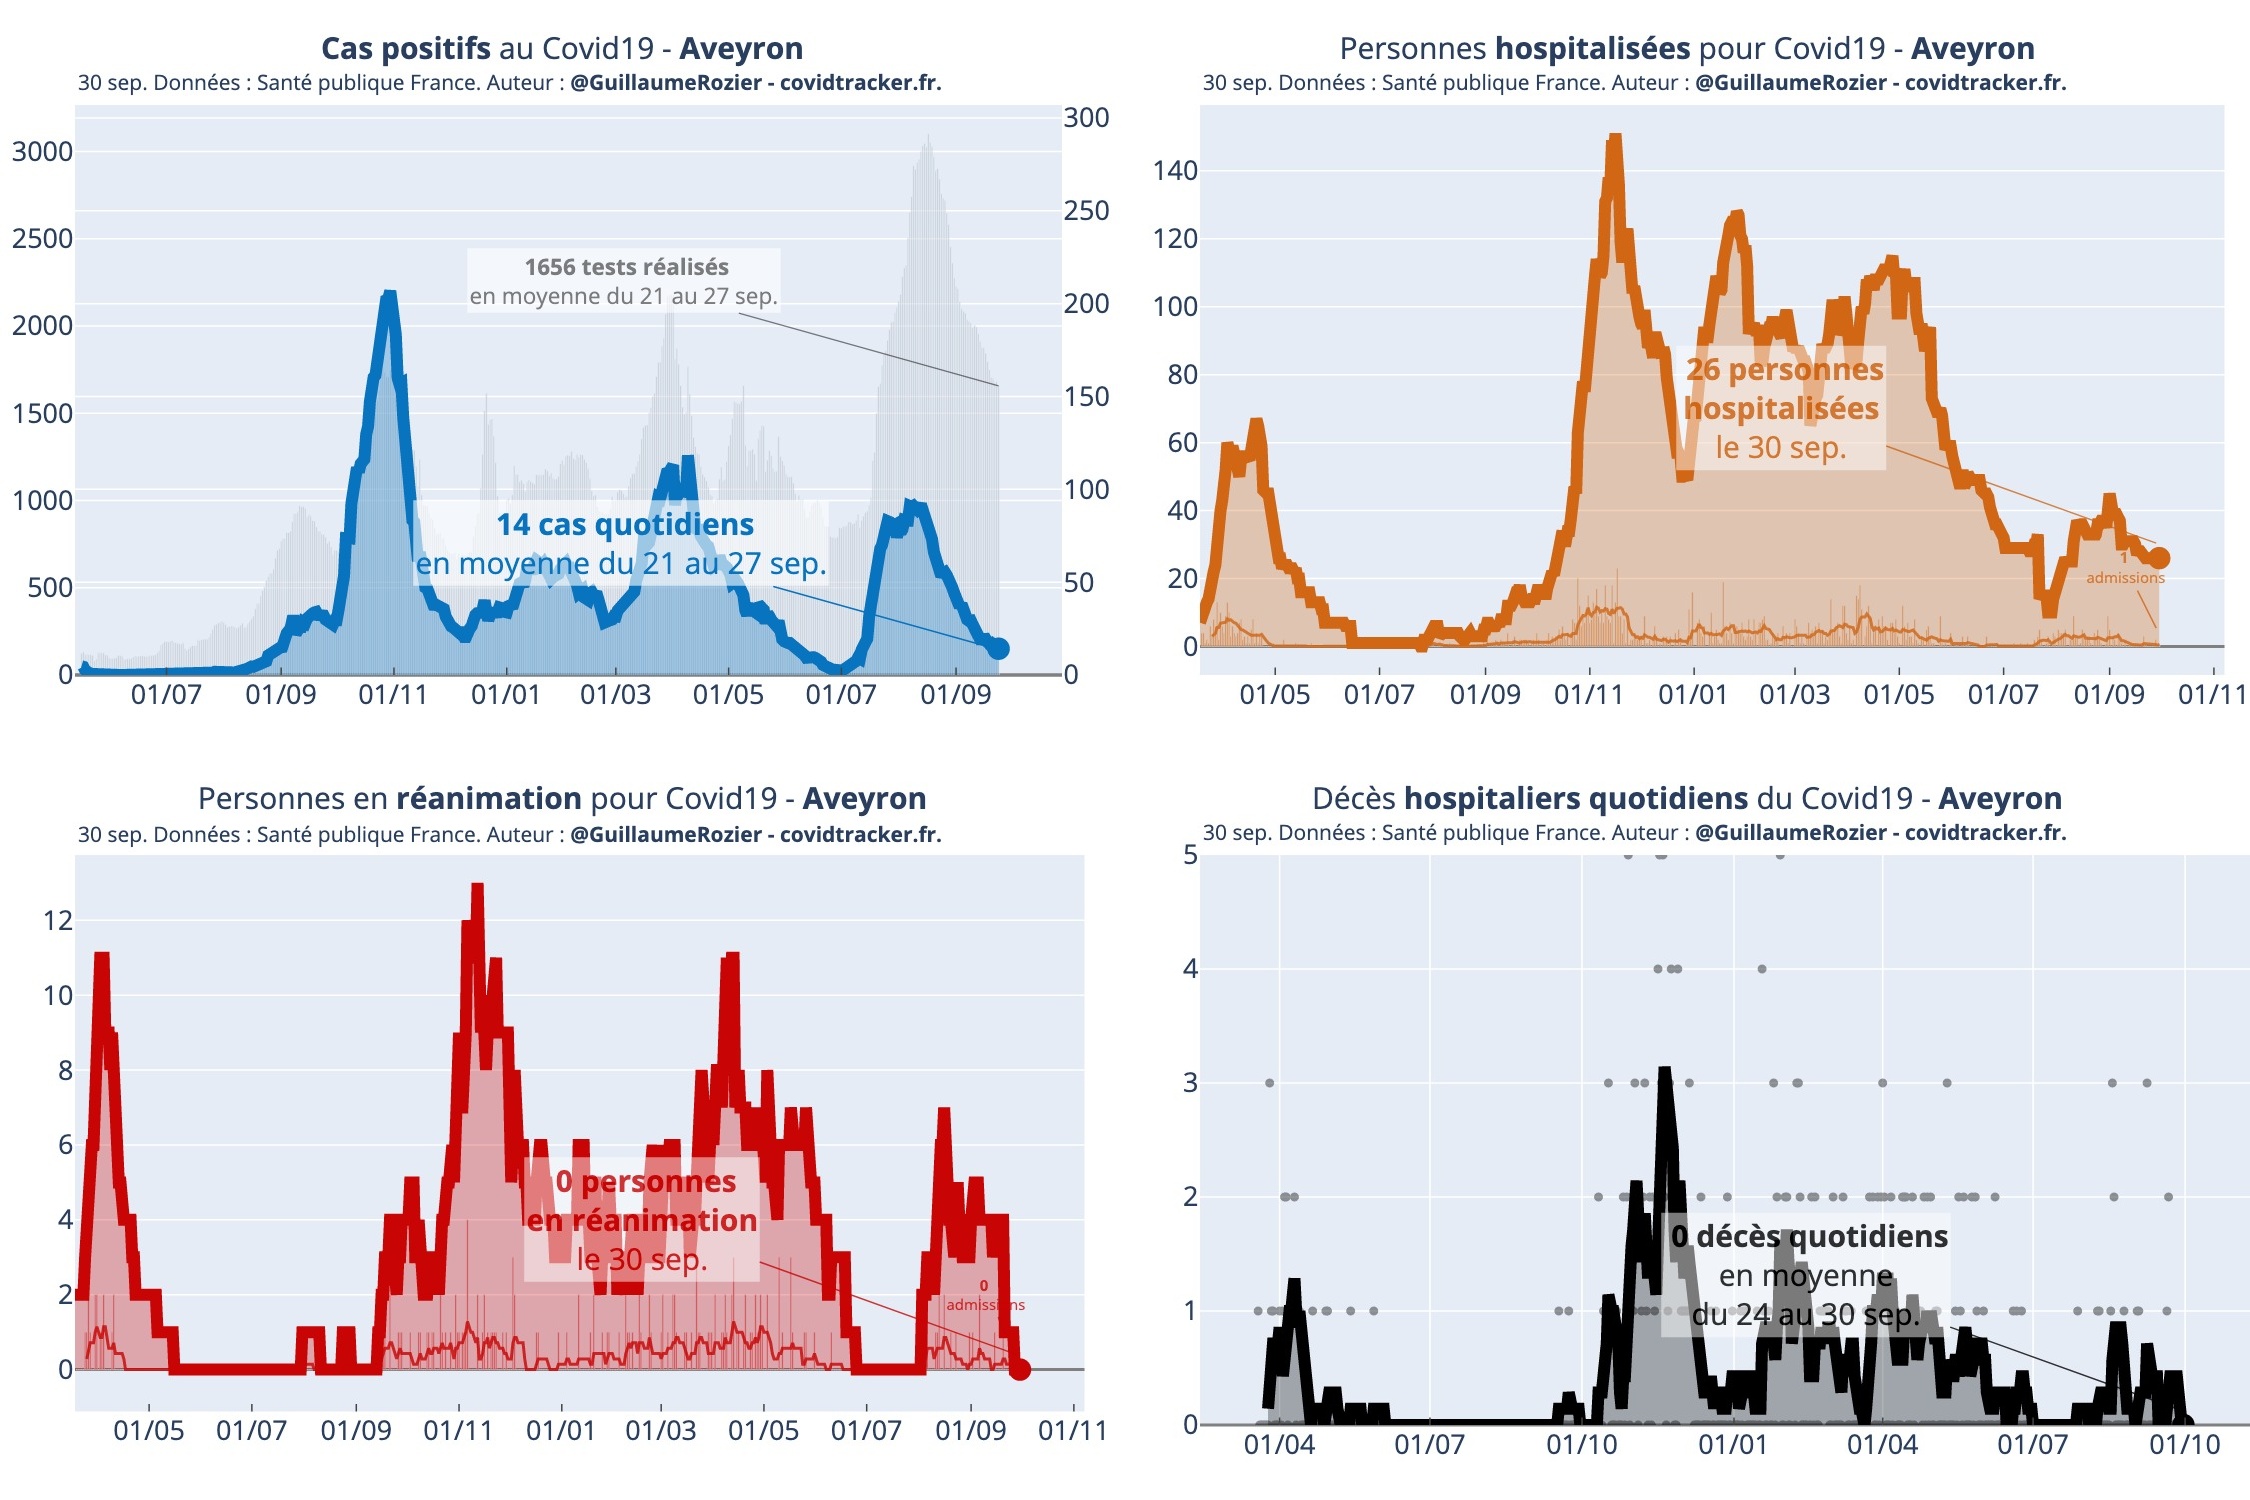 Cas positifs au Covid19 - Aveyron
30 sep. Données : Santé publique France. Auteur : @GuillaumeRozier - covidtracker.fr.
300
3000
250
2500
1656 tests réalisés
en moyenne du 21 au 27 sep.
200
2000
150
1500
100
1000
14 cas quotidiens
en moyenne du 21 au 27 sep.
50
500
0
0
01/07 01/09 01/11 01/01 01/03 01/05 01/07 01/09
Personnes hospitalisées pour Covid19 - Aveyron
30 sep. Données : Santé publique France. Auteur : @GuillaumeRozier - covidtracker.fr.
140
120
100
80
26 personnes
hospitalisées
le 30 sep.
60
40
20
1
admissions
0
01/05 01/07 01/09 01/11 01/01 01/03 01/05 01/07 01/09 01/11
Personnes en réanimation pour Covid19 - Aveyron
30 sep. Données : Santé publique France. Auteur : @GuillaumeRozier - covidtracker.fr.
12
10
8
6
0 personnes
en réanimation
le 30 sep.
4
2
0
admissions
0
01/05 01/07 01/09 01/11 01/01 01/03 01/05 01/07 01/09 01/11
Décès hospitaliers quotidiens du Covid19 - Aveyron
30 sep. Données : Santé publique France. Auteur : @GuillaumeRozier - covidtracker.fr.
5
4
3
2
0 décès quotidiens
en moyenne
du 24 au 30 sep.
1
0
01/04 01/07 01/10 01/01 01/04 01/07 01/10